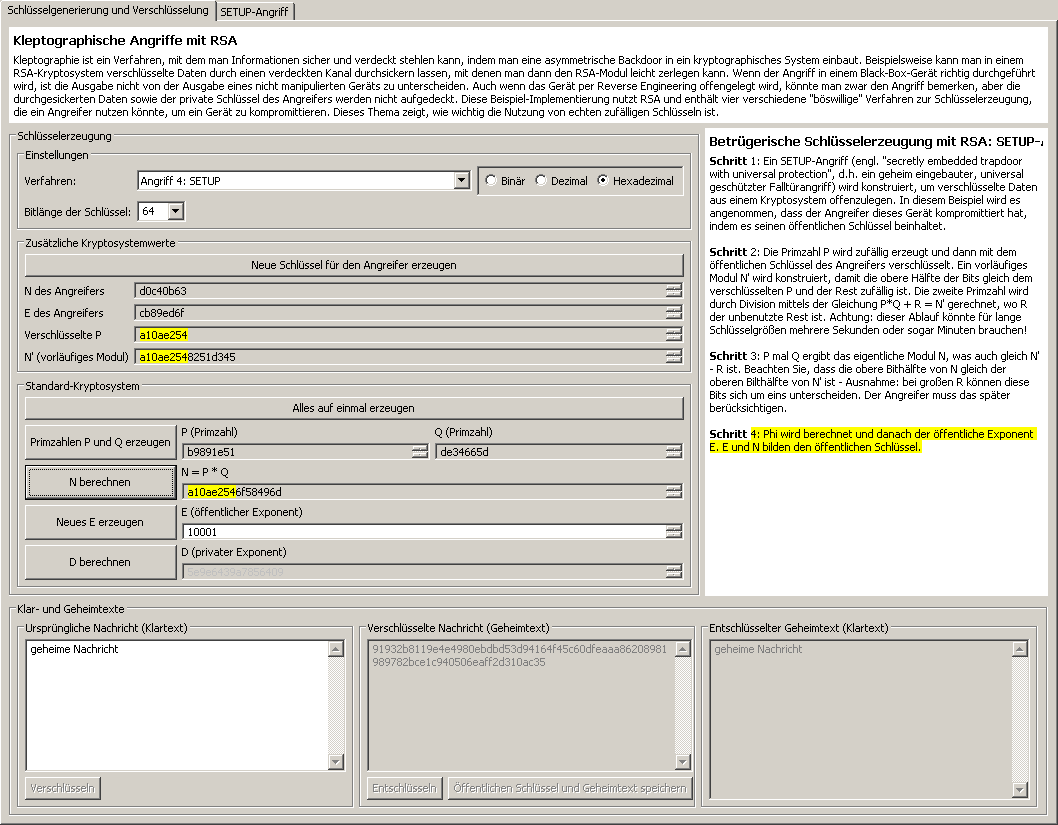 Schlüsselgenerierung und Verschlüsselung
SETUP-Angriff
Kleptographische Angriffe mit RSA
Kleptographie ist ein Verfahren, mit dem man Informationen sicher und verdeckt stehlen kann, indem man eine asymmetrische Backdoor in ein kryptographisches System einbaut. Beispielsweise kann man in einem
RSA-Kryptosystem verschlüsselte Daten durch einen verdeckten Kanal durchsickern lassen, mit denen man dann den RSA-Modul leicht zerlegen kann. Wenn der Angriff in einem Black-Box-Gerät richtig durchgeführt
wird, ist die Ausgabe nicht von der Ausgabe eines nicht manipulierten Geräts zu unterscheiden. Auch wenn das Gerät per Reverse Engineering offengelegt wird, könnte man zwar den Angriff bemerken, aber die
durchgesickerten Daten sowie der private Schlüssel des Angreifers werden nicht aufgedeckt. Diese Beispiel-Implementierung nutzt RSA und enthält vier verschiedene "böswillige" Verfahren zur Schlüsselerzeugung,
die ein Angreifer nutzen könnte, um ein Gerät zu kompromittieren. Dieses Thema zeigt, wie wichtig die Nutzung von echten zufälligen Schlüsseln ist.
Schlüsselerzeugung
Einstellungen
Verfahren:
Angriff 4: SETUP
Binär
Dezimal
Hexadezimal
Bitlänge der Schlüssel:
64
Zusätzliche Kryptosystemwerte
Neue Schlüssel für den Angreifer erzeugen
N des Angreifers
d0c40b63
E des Angreifers
cb89ed6f
Verschlüsselte P
a10ae254
N' (vorläufiges Modul)
a10ae2548251d345
Standard-Kryptosystem
Alles auf einmal erzeugen
Primzahlen P und Q erzeugen
P (Primzahl)
Q (Primzahl)
b9891e51
de34665d
N berechnen
N = P * Q
a10ae2546f58496d
Neues E erzeugen
E (öffentlicher Exponent)
10001
D berechnen
D (privater Exponent)
5e9e6439a7856409
Betrügerische Schlüsselerzeugung mit RSA: SETUP-
Schritt 1: Ein SETUP-Angriff (engl. "secretly embedded trapdoor
with universal protection", d.h. ein geheim eingebauter, universal
geschützter Falltürangriff) wird konstruiert, um verschlüsselte Daten
aus einem Kryptosystem offenzulegen. In diesem Beispiel wird es
angenommen, dass der Angreifer dieses Gerät kompromittiert hat,
indem es seinen öffentlichen Schlüssel beinhaltet.
Schritt 2: Die Primzahl P wird zufällig erzeugt und dann mit dem
öffentlichen Schlüssel des Angreifers verschlüsselt. Ein vorläufiges
Modul N' wird konstruiert, damit die obere Hälfte der Bits gleich dem
verschlüsselten P und der Rest zufällig ist. Die zweite Primzahl wird
durch Division mittels der Gleichung P*Q + R = N' gerechnet, wo R
der unbenutzte Rest ist. Achtung: dieser Ablauf könnte für lange
Schlüsselgrößen mehrere Sekunden oder sogar Minuten brauchen!
Schritt 3: P mal Q ergibt das eigentliche Modul N, was auch gleich N'
- R ist. Beachten Sie, dass die obere Bithälfte von N gleich der
oberen Bilthälfte von N' ist - Ausnahme: bei großen R können diese
Bits sich um eins unterscheiden. Der Angreifer muss das später
berücksichtigen.
Schritt 4: Phi wird berechnet und danach der öffentliche Exponent
E. E und N bilden den öffentlichen Schlüssel.
Klar- und Geheimtexte
Ursprüngliche Nachricht (Klartext)
geheime Nachricht
Verschlüsseln
Verschlüsselte Nachricht (Geheimtext)
91932b8119e4e4980ebdbd53d94164f45c60dfeaaa86208981
989782bce1c940506eaff2d310ac35
Entschlüsseln
Öffentlichen Schlüssel und Geheimtext speichern
Entschlüsselter Geheimtext (Klartext)
geheime Nachricht